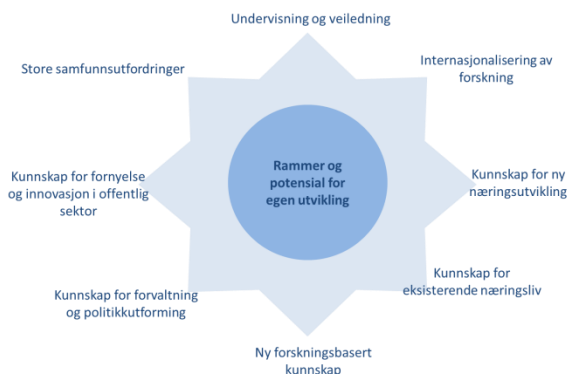 Undervisning og veiledning
Internasjonalisering av
forskning
Store samfunnsutfordringer
Rammer og
potensial for
egen utvikling
Kunnskap for fornyelse
og innovasjon i offentlig
sektor
Kunnskap for ny
næringsutvikling
Kunnskap for
eksisterende næringsliv
Kunnskap for forvaltning
og politikkutforming
Ny forskningsbasert
kunnskap